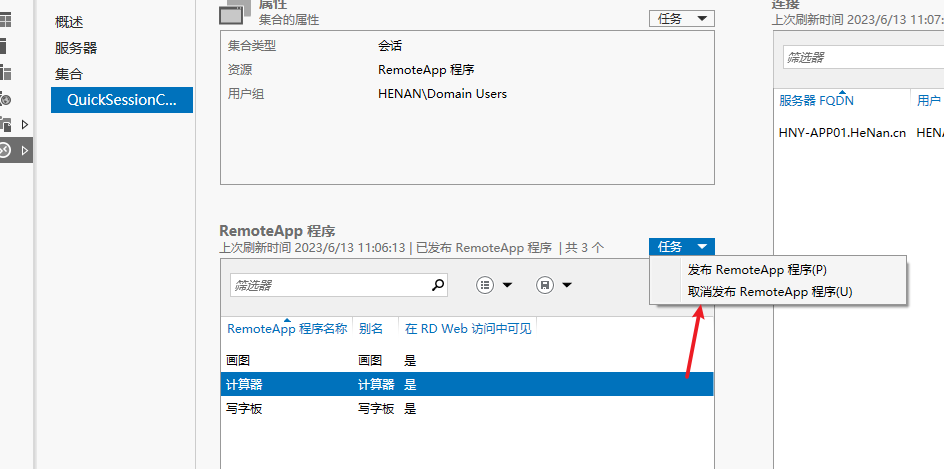 概述
服务器
集合
QuickSessionC...
属性
集合的属性
任务
集合类型 会话
资源 RemoteApp 程序
用户组 HENAN\Domain Users
RemoteApp 程序
上次刷新时间 2023/6/13 11:06:13 | 已发布 RemoteApp 程序 | 共 3 个
任务
发布 RemoteApp 程序(P)
取消发布 RemoteApp 程序(U)
筛选器
RemoteApp 程序名称 别名 在 RD Web 访问中可见
画图 画图 是
计算器 计算器 是
写字板 写字板 是
连接
上次刷新时间 2023/6/13 11:07:
筛选器
服务器 FQDN 用户
HNY-APP01.HeNan.cn HENA